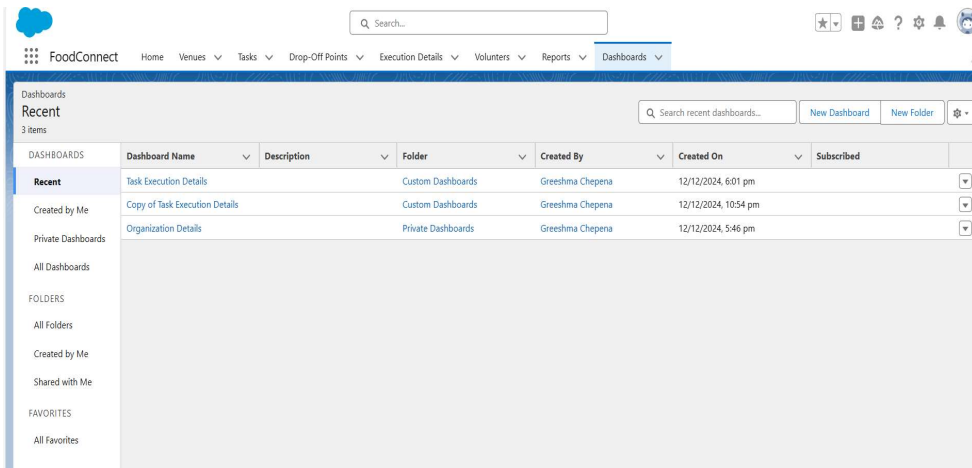 Search...
FoodConnect Home Venues Tasks Drop-Off Points Execution Details Volunters Reports Dashboards
Dashboards
Recent
3 items
Search recent dashboards...
New Dashboard
New Folder
DASHBOARDS
Recent
Created by Me
Private Dashboards
All Dashboards
FOLDERS
All Folders
Created by Me
Shared with Me
FAVORITES
All Favorites
Dashboard Name Description Folder Created By Created On Subscribed
Task Execution Details Custom Dashboards Greeshma Chepena 12/12/2024, 6:01 pm
Copy of Task Execution Details Custom Dashboards Greeshma Chepena 12/12/2024, 10:54 pm
Organization Details Private Dashboards Greeshma Chepena 12/12/2024, 5:46 pm